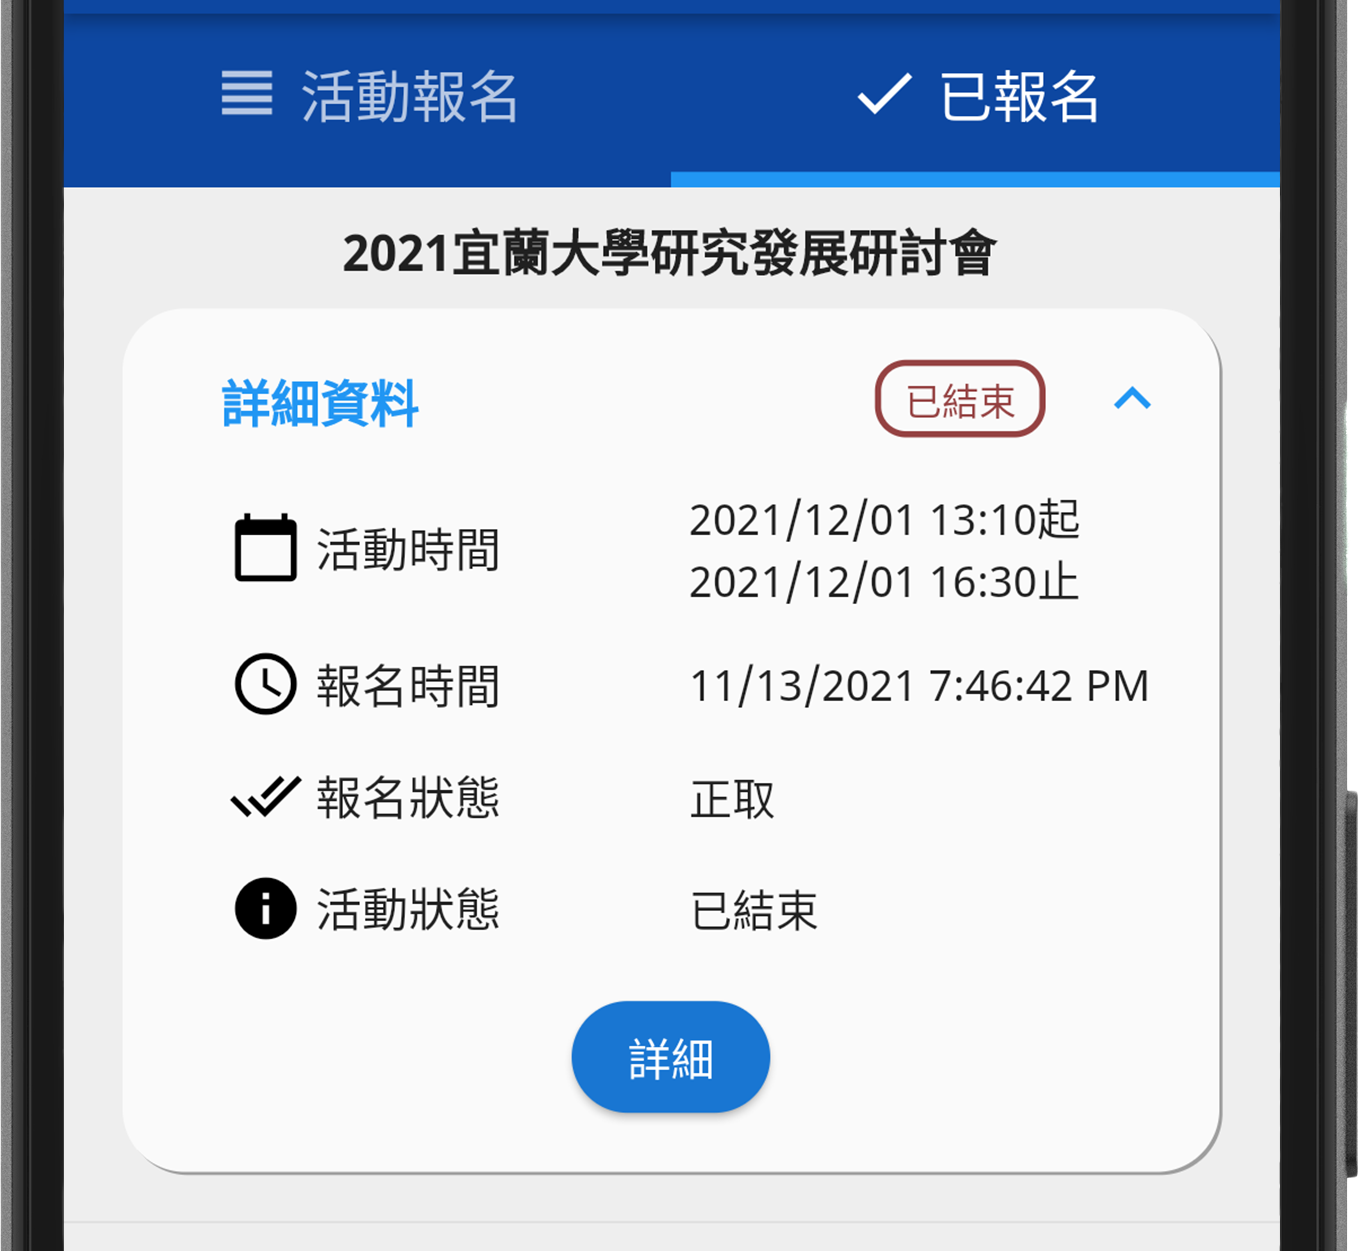 活動報名
已報名
2021宜蘭大學研究發展研討會
詳細資料
已結束
活動時間
2021/12/01 13:10起
2021/12/01 16:30止
報名時間
11/13/2021 7:46:42 PM
報名狀態
正取
活動狀態
已結束
詳細